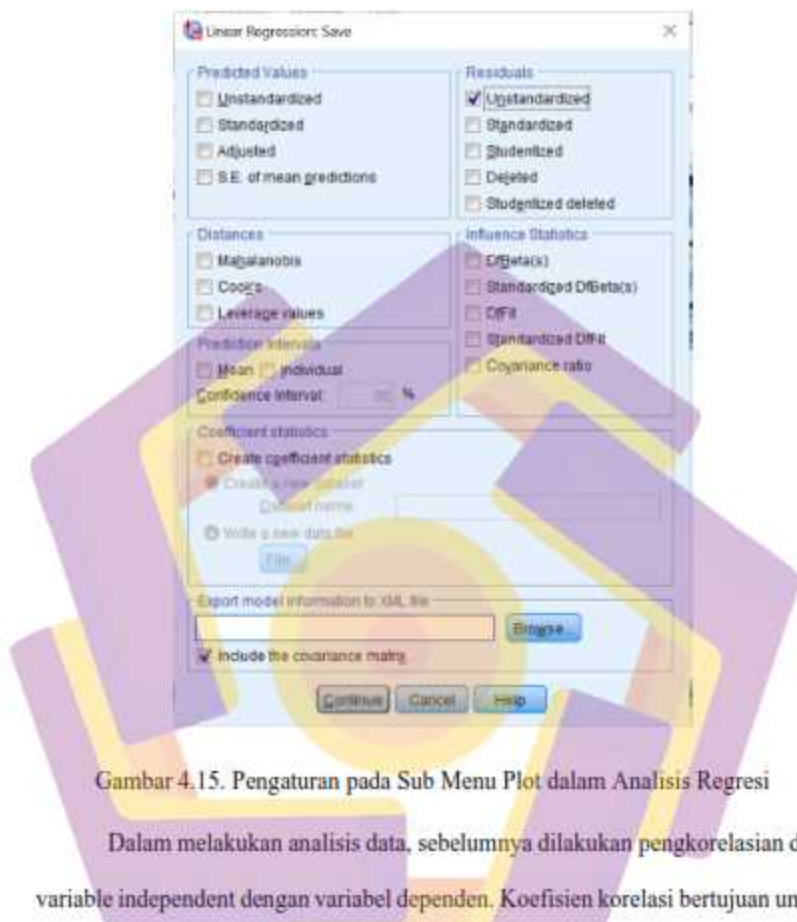 Linear Regression: Save
Predicted Values
Unstandardized
Standardized
Adjusted
S.E. of mean predictions
Residuals
Unstandardized
Standardized
Studentized
Deleted
Studentized deleted
Distances
Mahalanobis
Cook's
Leverage values
Influence Statistics
DfBeta(s)
Standardized DfBeta(s)
DfFit
Standardized DfFit
Covariance ratio
Prediction Intervals
Mean Individual
Confidence Interval: %
Coefficient statistics
Create coefficient statistics
Create a new dataset
Dataset name
Write a new data file
File...
Export model information to XML file
Browse...
Include the covariance matrix
Continue Cancel Help
Gambar 4.15. Pengaturan pada Sub Menu Plot dalam Analisis Regresi
Dalam melakukan analisis data, sebelumnya dilakukan pengkorelasian
variable independent dengan variabel dependen. Koefisien korelasi bertujuan